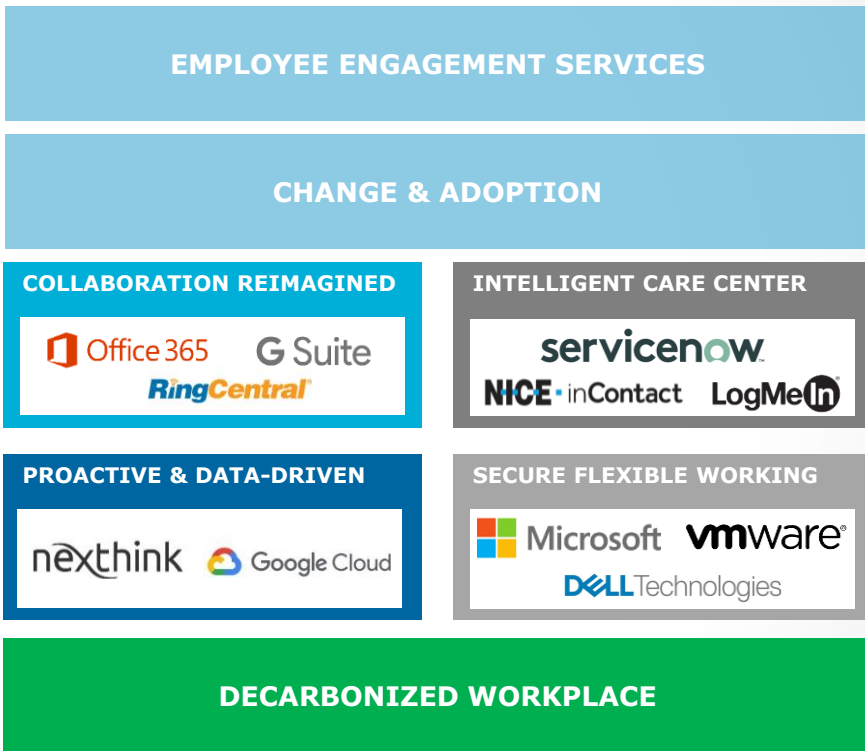 EMPLOYEE ENGAGEMENT SERVICES
CHANGE & ADOPTION
COLLABORATION REIMAGINED
Office 365 G Suite
RingCentral®
INTELLIGENT CARE CENTER
servicenow™
NICE · inContact LogMeIn®
PROACTIVE & DATA-DRIVEN
nexthink Google Cloud
SECURE FLEXIBLE WORKING
Microsoft vmware®
DELL Technologies
DECARBONIZED WORKPLACE